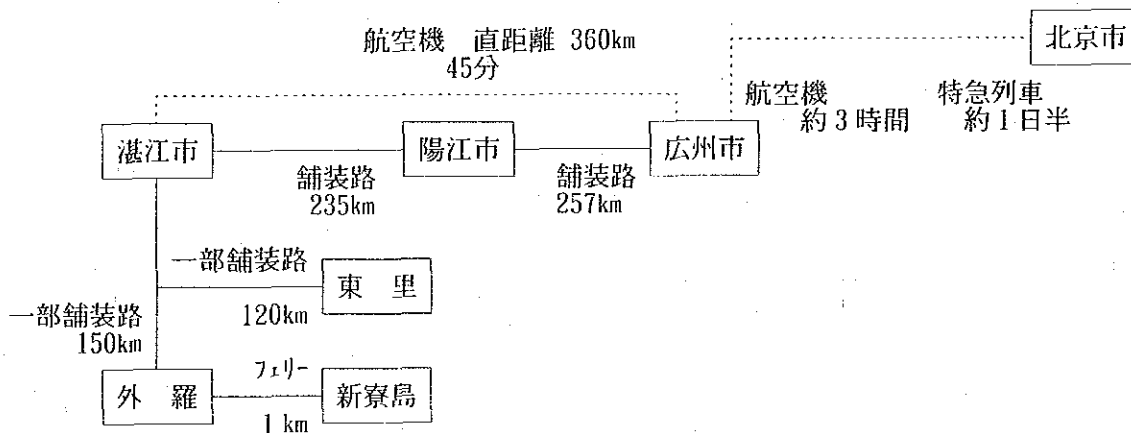 航空機　直距離 360km
45分
北京市
航空機　特急列車
約3時間　約1日半
湛江市
陽江市
広州市
舗装路
235km
舗装路
257km
一部舗装路
東　里
120km
一部舗装路
150km
外　羅
フェリー
新寮島
1 km